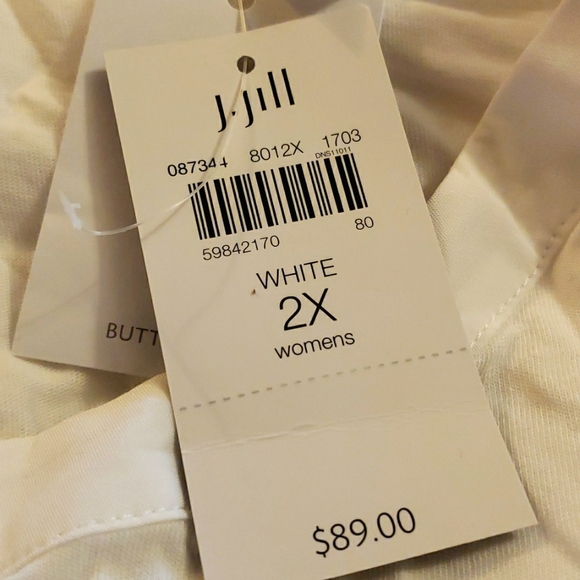 J.Jill
087344 8012X 1703
DNS11011
59842170 80
WHITE
2X
womens
$89.00
BUTT